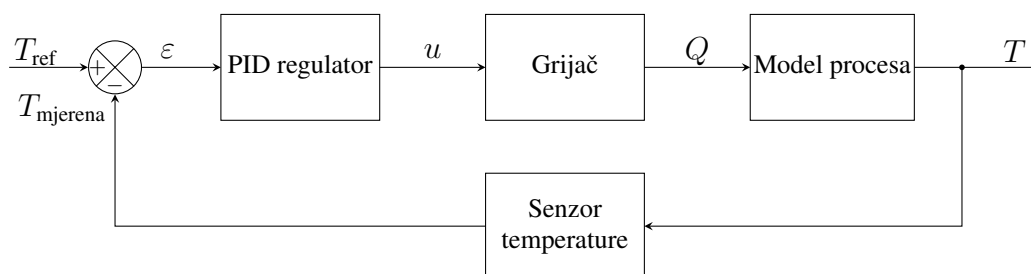 T_ref
+
−
ε
PID regulator
u
Grijač
Q
Model procesa
T
T_mjerena
Senzor
temperature